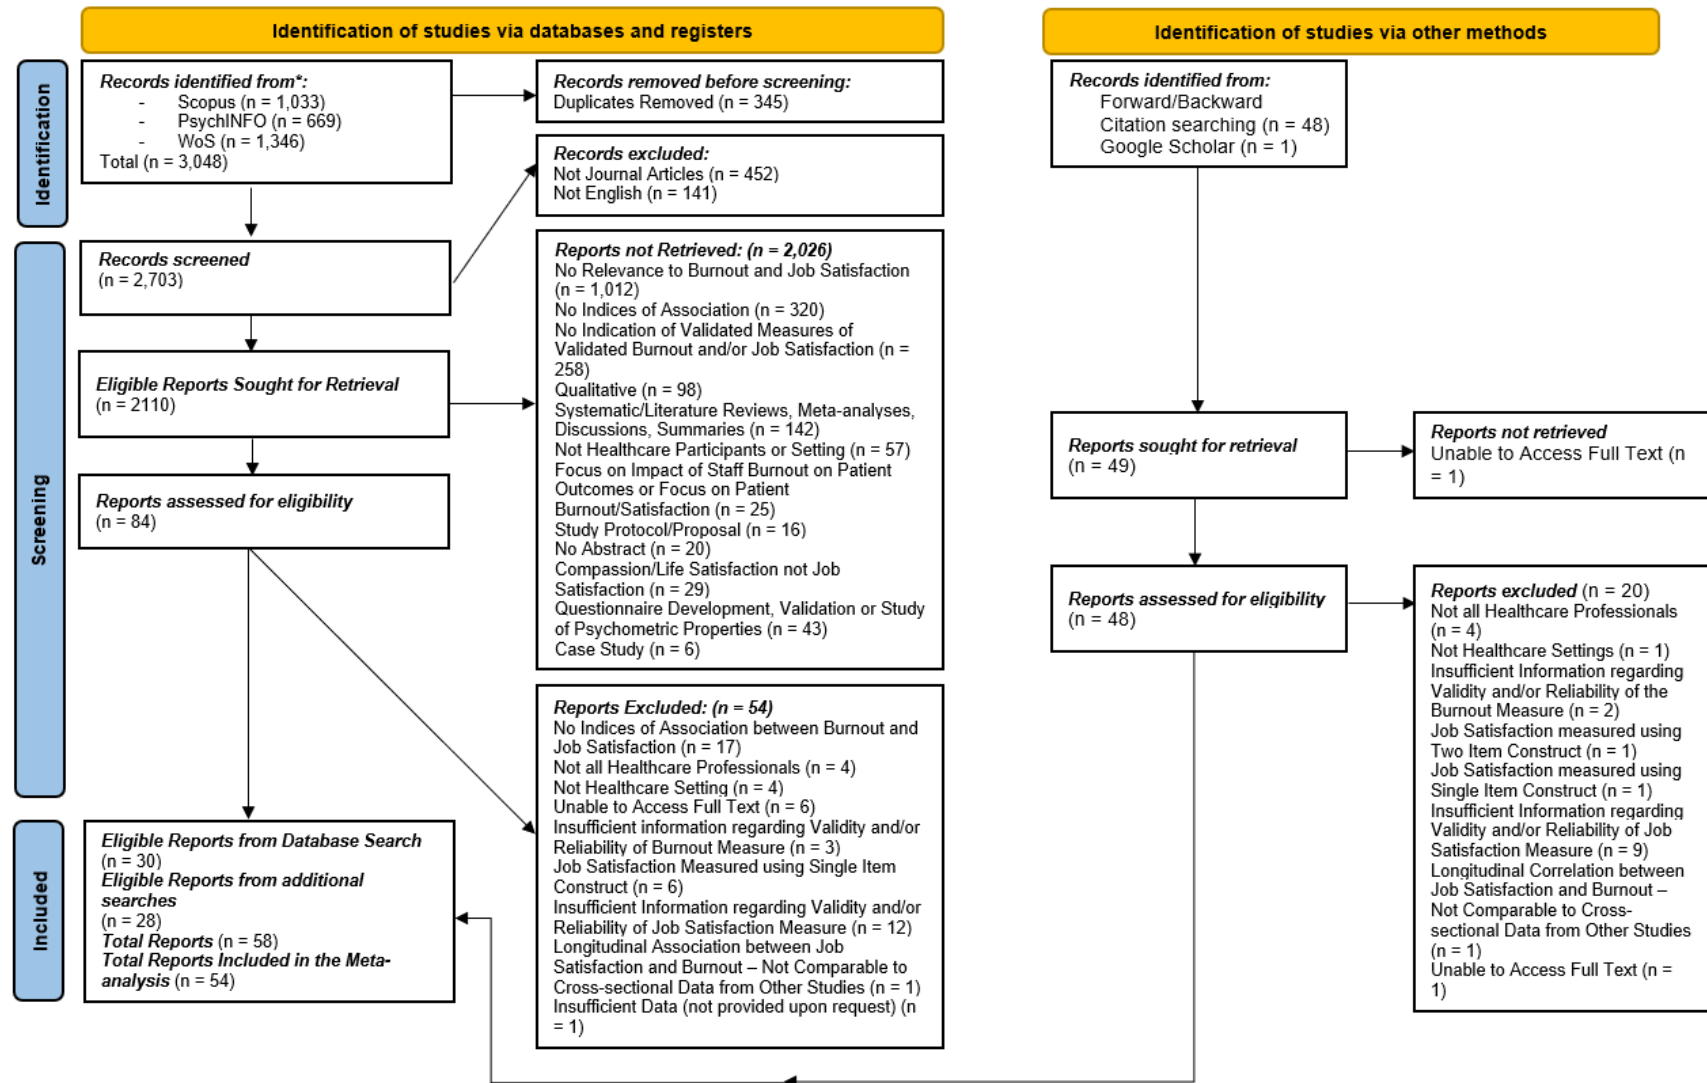 Identification of studies via databases and registers
Identification of studies via other methods
Identification
Records identified from*:
- Scopus (n = 1,033)
- PsychINFO (n = 669)
- WoS (n = 1,346)
Total (n = 3,048)
Records removed before screening:
Duplicates Removed (n = 345)
Records excluded:
Not Journal Articles (n = 452)
Not English (n = 141)
Records identified from:
Forward/Backward
Citation searching (n = 48)
Google Scholar (n = 1)
Screening
Records screened
(n = 2,703)
Eligible Reports Sought for Retrieval
(n = 2110)
Reports assessed for eligibility
(n = 84)
Reports not Retrieved: (n = 2,026)
No Relevance to Burnout and Job Satisfaction
(n = 1,012)
No Indices of Association (n = 320)
No Indication of Validated Measures of
Validated Burnout and/or Job Satisfaction (n =
258)
Qualitative (n = 98)
Systematic/Literature Reviews, Meta-analyses,
Discussions, Summaries (n = 142)
Not Healthcare Participants or Setting (n = 57)
Focus on Impact of Staff Burnout on Patient
Outcomes or Focus on Patient
Burnout/Satisfaction (n = 25)
Study Protocol/Proposal (n = 16)
No Abstract (n = 20)
Compassion/Life Satisfaction not Job
Satisfaction (n = 29)
Questionnaire Development, Validation or Study
of Psychometric Properties (n = 43)
Case Study (n = 6)
Reports Excluded: (n = 54)
No Indices of Association between Burnout and
Job Satisfaction (n = 17)
Not all Healthcare Professionals (n = 4)
Not Healthcare Setting (n = 4)
Unable to Access Full Text (n = 6)
Insufficient information regarding Validity and/or
Reliability of Burnout Measure (n = 3)
Job Satisfaction Measured using Single Item
Construct (n = 6)
Insufficient Information regarding Validity and/or
Reliability of Job Satisfaction Measure (n = 12)
Longitudinal Association between Job
Satisfaction and Burnout – Not Comparable to
Cross-sectional Data from Other Studies (n = 1)
Insufficient Data (not provided upon request) (n
= 1)
Reports sought for retrieval
(n = 49)
Reports not retrieved
Unable to Access Full Text (n
= 1)
Reports assessed for eligibility
(n = 48)
Reports excluded (n = 20)
Not all Healthcare Professionals
(n = 4)
Not Healthcare Settings (n = 1)
Insufficient Information regarding
Validity and/or Reliability of the
Burnout Measure (n = 2)
Job Satisfaction measured using
Two Item Construct (n = 1)
Job Satisfaction measured using
Single Item Construct (n = 1)
Insufficient Information regarding
Validity and/or Reliability of Job
Satisfaction Measure (n = 9)
Longitudinal Correlation between
Job Satisfaction and Burnout –
Not Comparable to Cross-
sectional Data from Other Studies
(n = 1)
Unable to Access Full Text (n =
1)
Included
Eligible Reports from Database Search
(n = 30)
Eligible Reports from additional
searches
(n = 28)
Total Reports (n = 58)
Total Reports Included in the Meta-
analysis (n = 54)